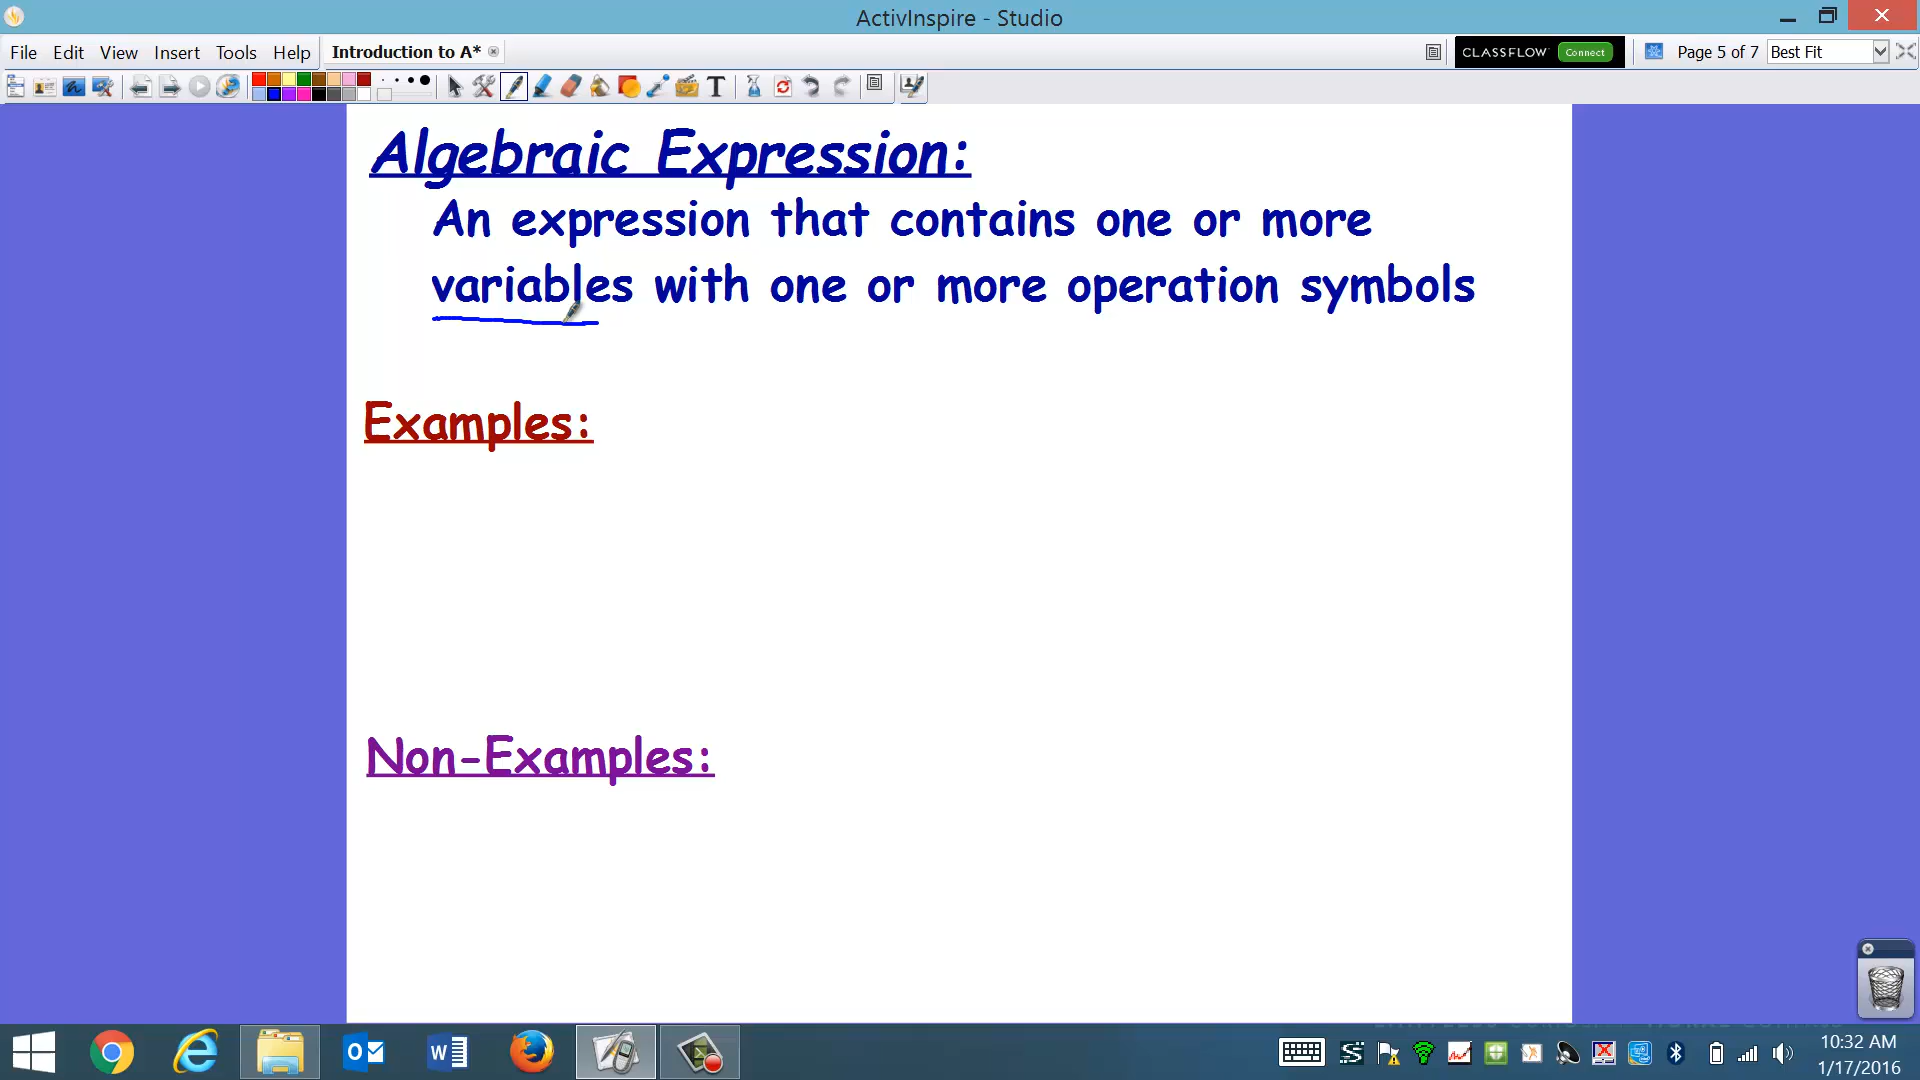 ActivInspire - Studio
File Edit View Insert Tools Help Introduction to A* CLASSFLOW Connect Page 5 of 7 Best Fit
T
Algebraic Expression:
An expression that contains one or more
variables with one or more operation symbols
Examples:
Non-Examples:
10:32 AM
1/17/2016